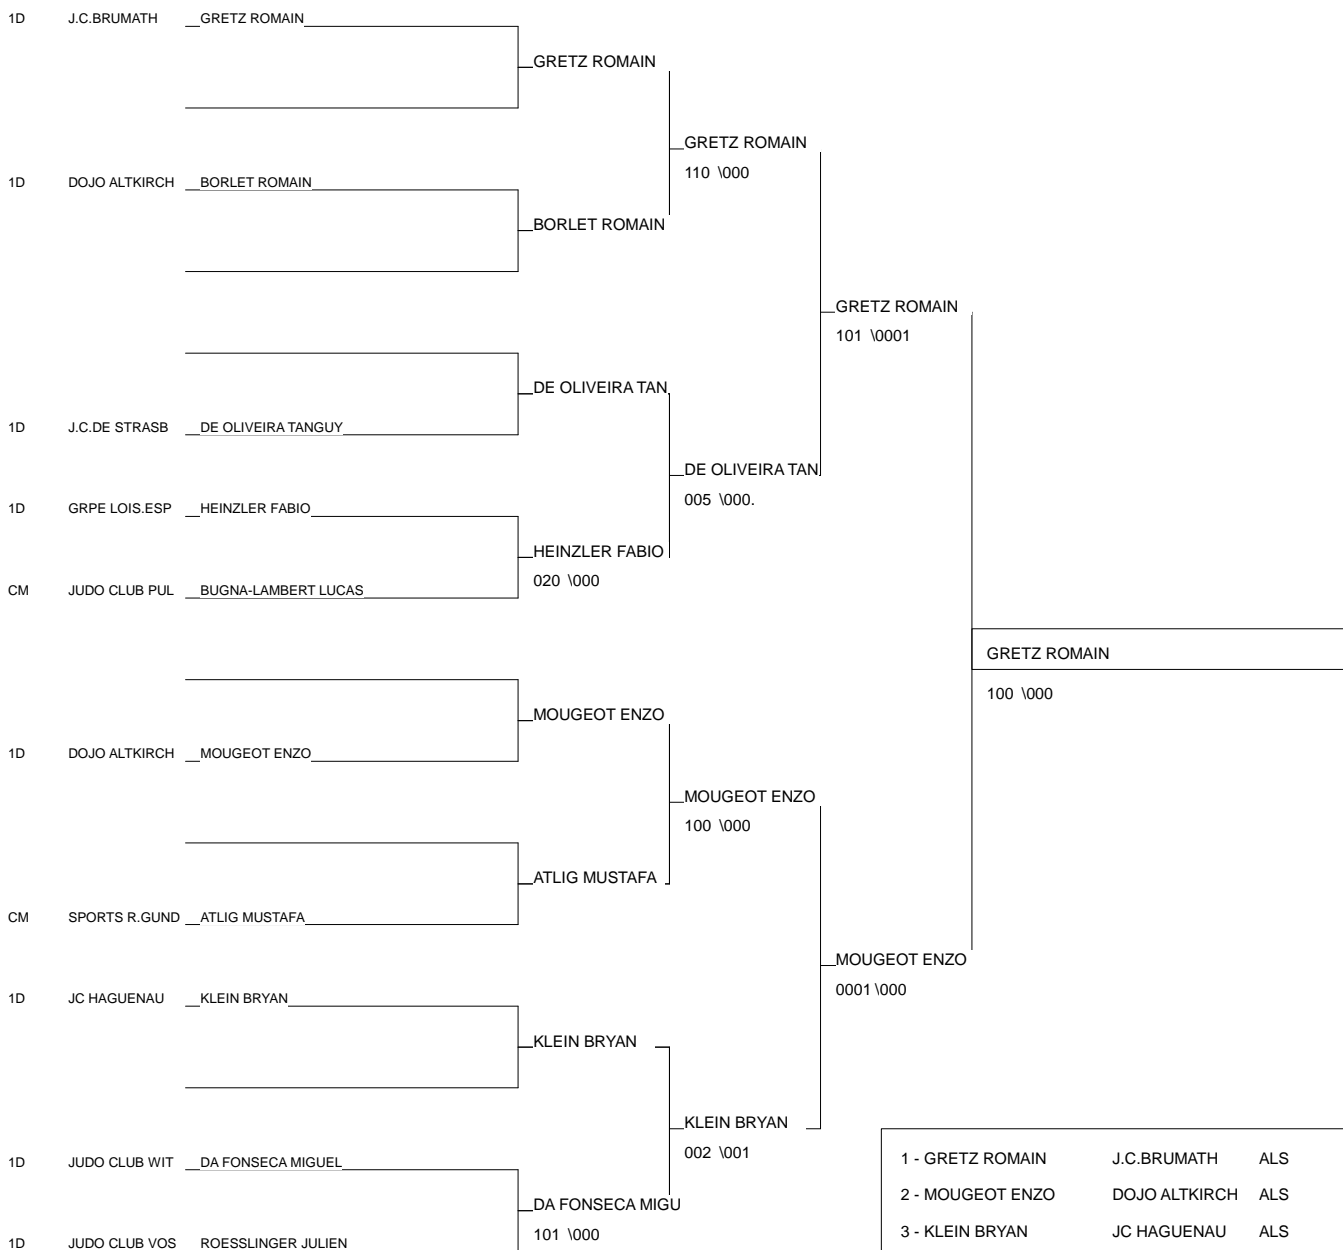 1D J.C.BRUMATH GRETZ ROMAIN
GRETZ ROMAIN
GRETZ ROMAIN
110 \000
1D DOJO ALTKIRCH BORLET ROMAIN
BORLET ROMAIN
GRETZ ROMAIN
101 \0001
DE OLIVEIRA TAN
1D J.C.DE STRASB DE OLIVEIRA TANGUY
DE OLIVEIRA TAN
005 \000.
1D GRPE LOIS.ESP HEINZLER FABIO
HEINZLER FABIO
020 \000
CM JUDO CLUB PUL BUGNA-LAMBERT LUCAS
GRETZ ROMAIN
100 \000
MOUGEOT ENZO
1D DOJO ALTKIRCH MOUGEOT ENZO
MOUGEOT ENZO
100 \000
ATLIG MUSTAFA
CM SPORTS R.GUND ATLIG MUSTAFA
MOUGEOT ENZO
0001 \000
1D JC HAGUENAU KLEIN BRYAN
KLEIN BRYAN
KLEIN BRYAN
002 \001
1D JUDO CLUB WIT DA FONSECA MIGUEL
DA FONSECA MIGU
101 \000
1D JUDO CLUB VOS ROESSLINGER JULIEN
1 - GRETZ ROMAIN J.C.BRUMATH ALS
2 - MOUGEOT ENZO DOJO ALTKIRCH ALS
3 - KLEIN BRYAN JC HAGUENAU ALS